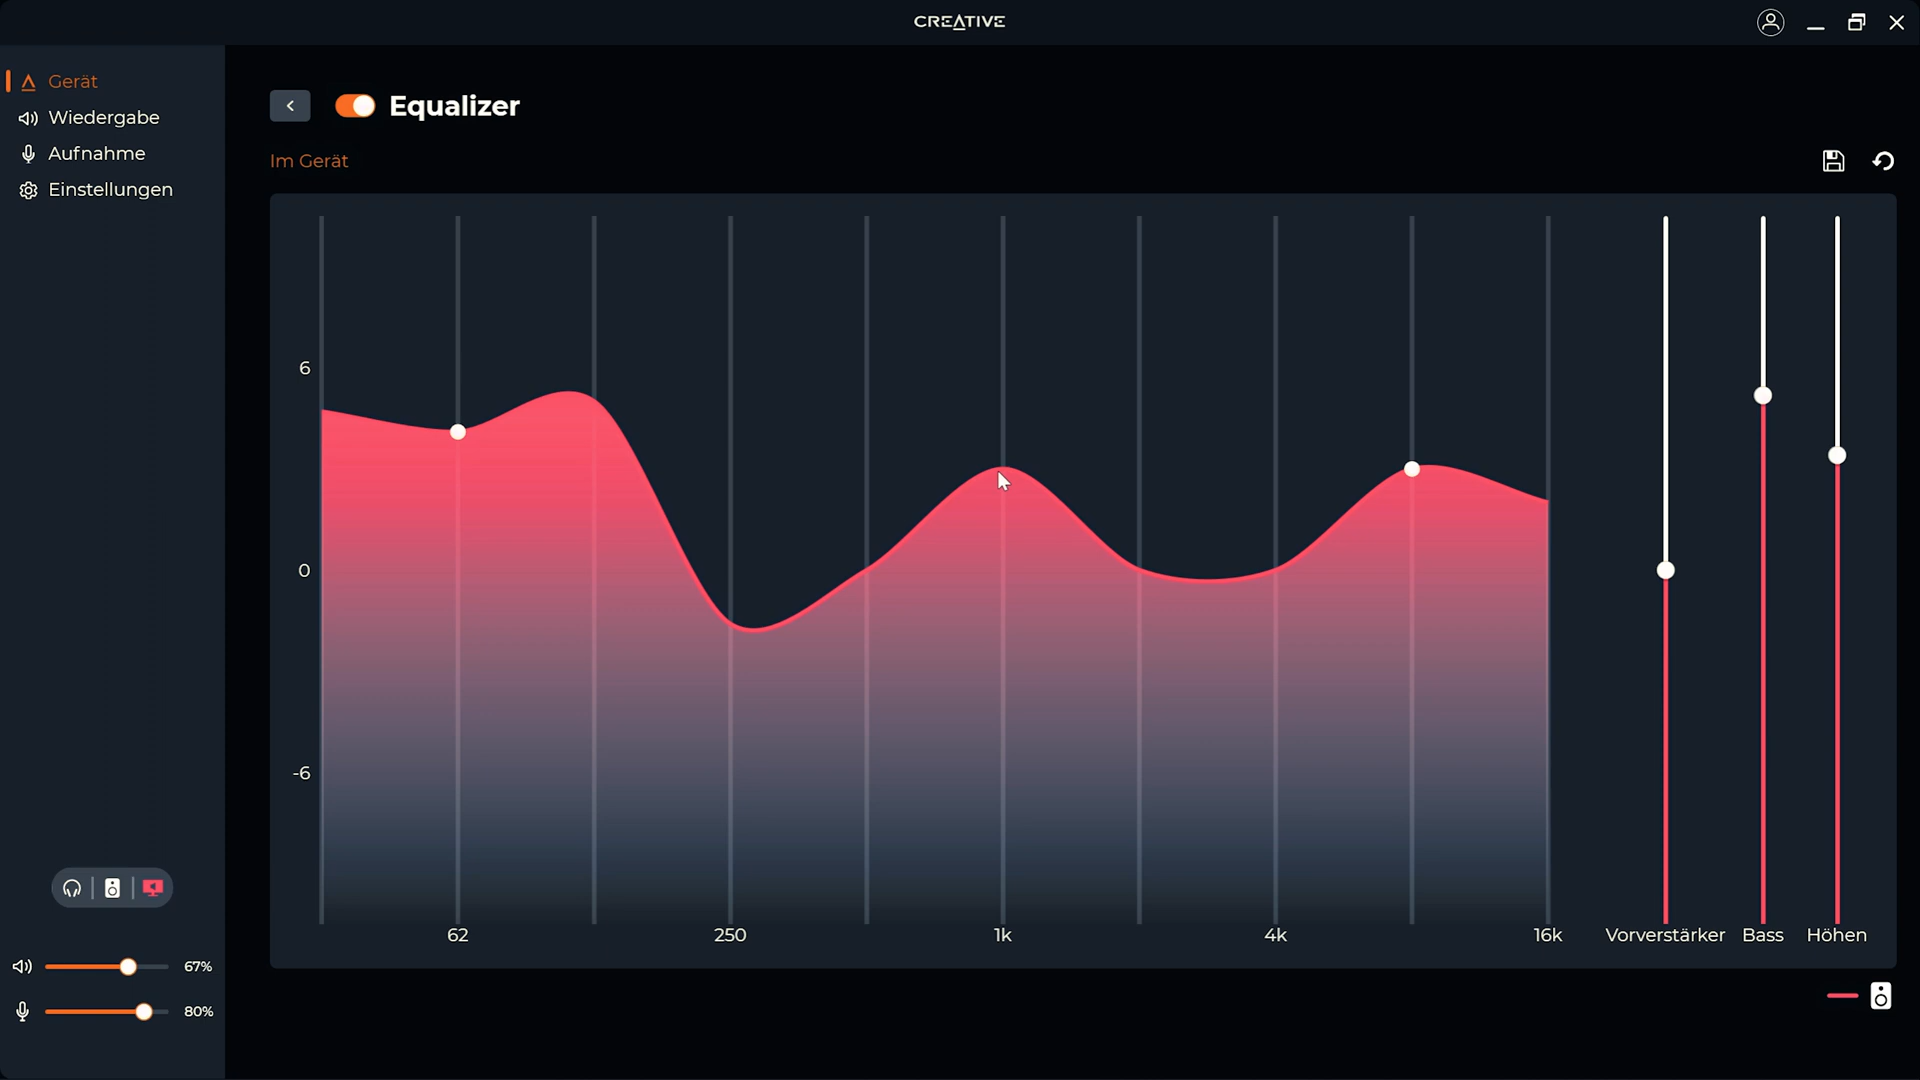 CREATIVE
Gerät
Wiedergabe
Aufnahme
Einstellungen
Equalizer
Im Gerät
6
0
-6
62
250
1k
4k
16k
Vorverstärker
Bass
Höhen
67%
80%